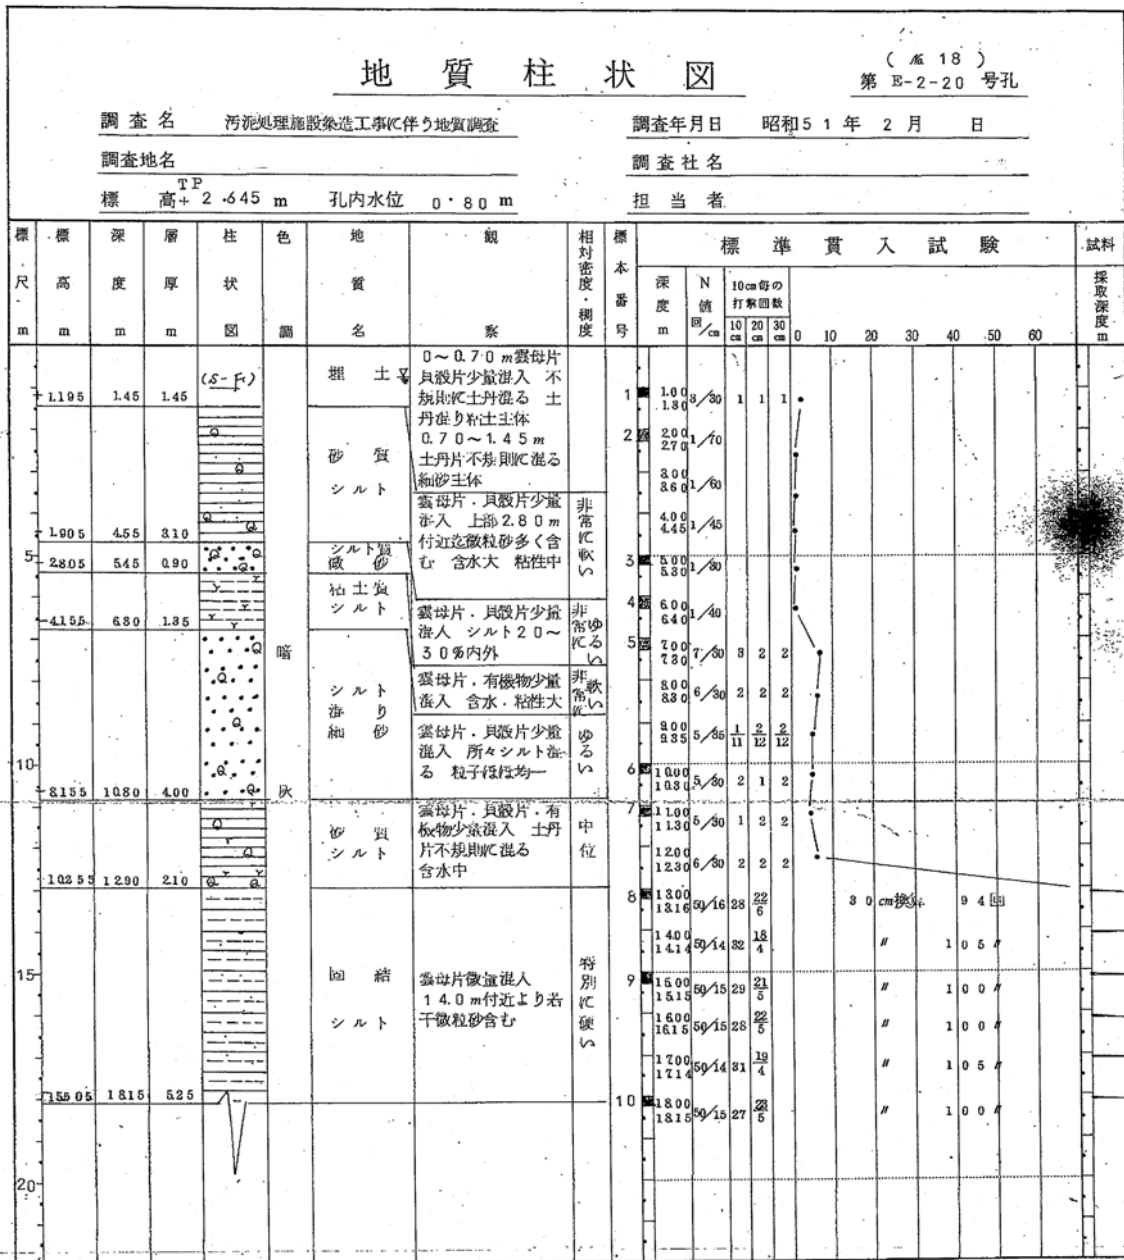 (№ 18)
地質柱状図
第 E-2-20 号孔
調査名 汚泥処理施設築造工事に伴う地質調査
調査年月日 昭和51年 2月 日
調査地名
調査社名
標高 TP + 2.645 m 孔内水位 0.80 m
担当者
標尺 m
標高 m
深度 m
層厚 m
柱状図
色調
地質名
観察
相対密度・稠度
標本番号
標準貫入試験
深度 m
N値 回/cm
10cm毎の打撃回数
10cm 20cm 30cm
0 10 20 30 40 50 60
試料採取深度 m
5
10
15
20
+1.195 1.45 1.45
-1.905 4.55 3.10
-2.805 5.45 0.90
-4.155 6.80 1.35
-8.155 10.80 4.00
-10.255 12.90 2.10
-15.505 18.15 5.25
(S-Fi)
暗
灰
埋土
砂質シルト
シルト質微砂
粘土質シルト
シルト混り細砂
砂質シルト
固結シルト
0~0.70m雲母片
貝殻片少量混入 不
規則に土丹混る 土
丹混り粘土主体
0.70~1.45m
土丹片不規則に混る
細砂主体
雲母片.貝殻片少量
混入 上部2.80m
付近迄微粒砂多く含
む 含水大 粘性中
雲母片.貝殻片少量
混入 シルト20~
30%内外
雲母片.有機物少量
混入 含水.粘性大
雲母片.貝殻片少量
混入 所々シルト混
る 粒子ほぼ均一
雲母片.貝殻片.有
機物少量混入 土丹
片不規則に混る
含水中
雲母片微量混入
14.0m付近より若
干微粒砂含む
非常に軟い
非常にゆるい
非常に軟い
ゆるい
中位
特別に硬い
1 1.00 1.30 3/30 1 1 1
2 2.00 2.70 1/70
3.00 3.60 1/60
4.00 4.45 1/45
3 5.00 5.30 1/30
4 6.00 6.40 1/40
5 7.00 7.30 7/30 3 2 2
8.00 8.30 6/30 2 2 2
9.00 9.35 5/35 1/11 2/12 2/12
6 10.00 10.30 5/30 2 1 2
7 11.00 11.30 5/30 1 2 2
12.00 12.30 6/30 2 2 2
8 13.00 13.16 50/16 28 22/6 30cm換算 94回
14.00 14.14 50/14 32 18/4 〃 105〃
9 15.00 15.15 50/15 29 21/5 〃 100〃
16.00 16.15 50/15 28 22/5 〃 100〃
17.00 17.14 50/14 31 19/4 〃 105〃
10 18.00 18.15 50/15 27 23/5 〃 100〃